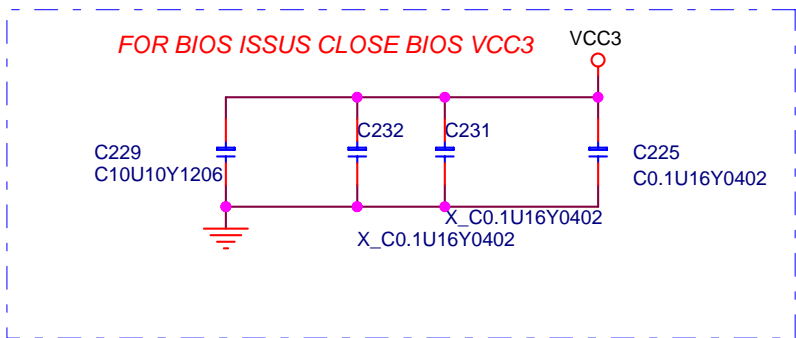 FOR BIOS ISSUS CLOSE BIOS VCC3
VCC3
C232
C231
C229
C10U10Y1206
C225
C0.1U16Y0402
X_C0.1U16Y0402
X_C0.1U16Y0402